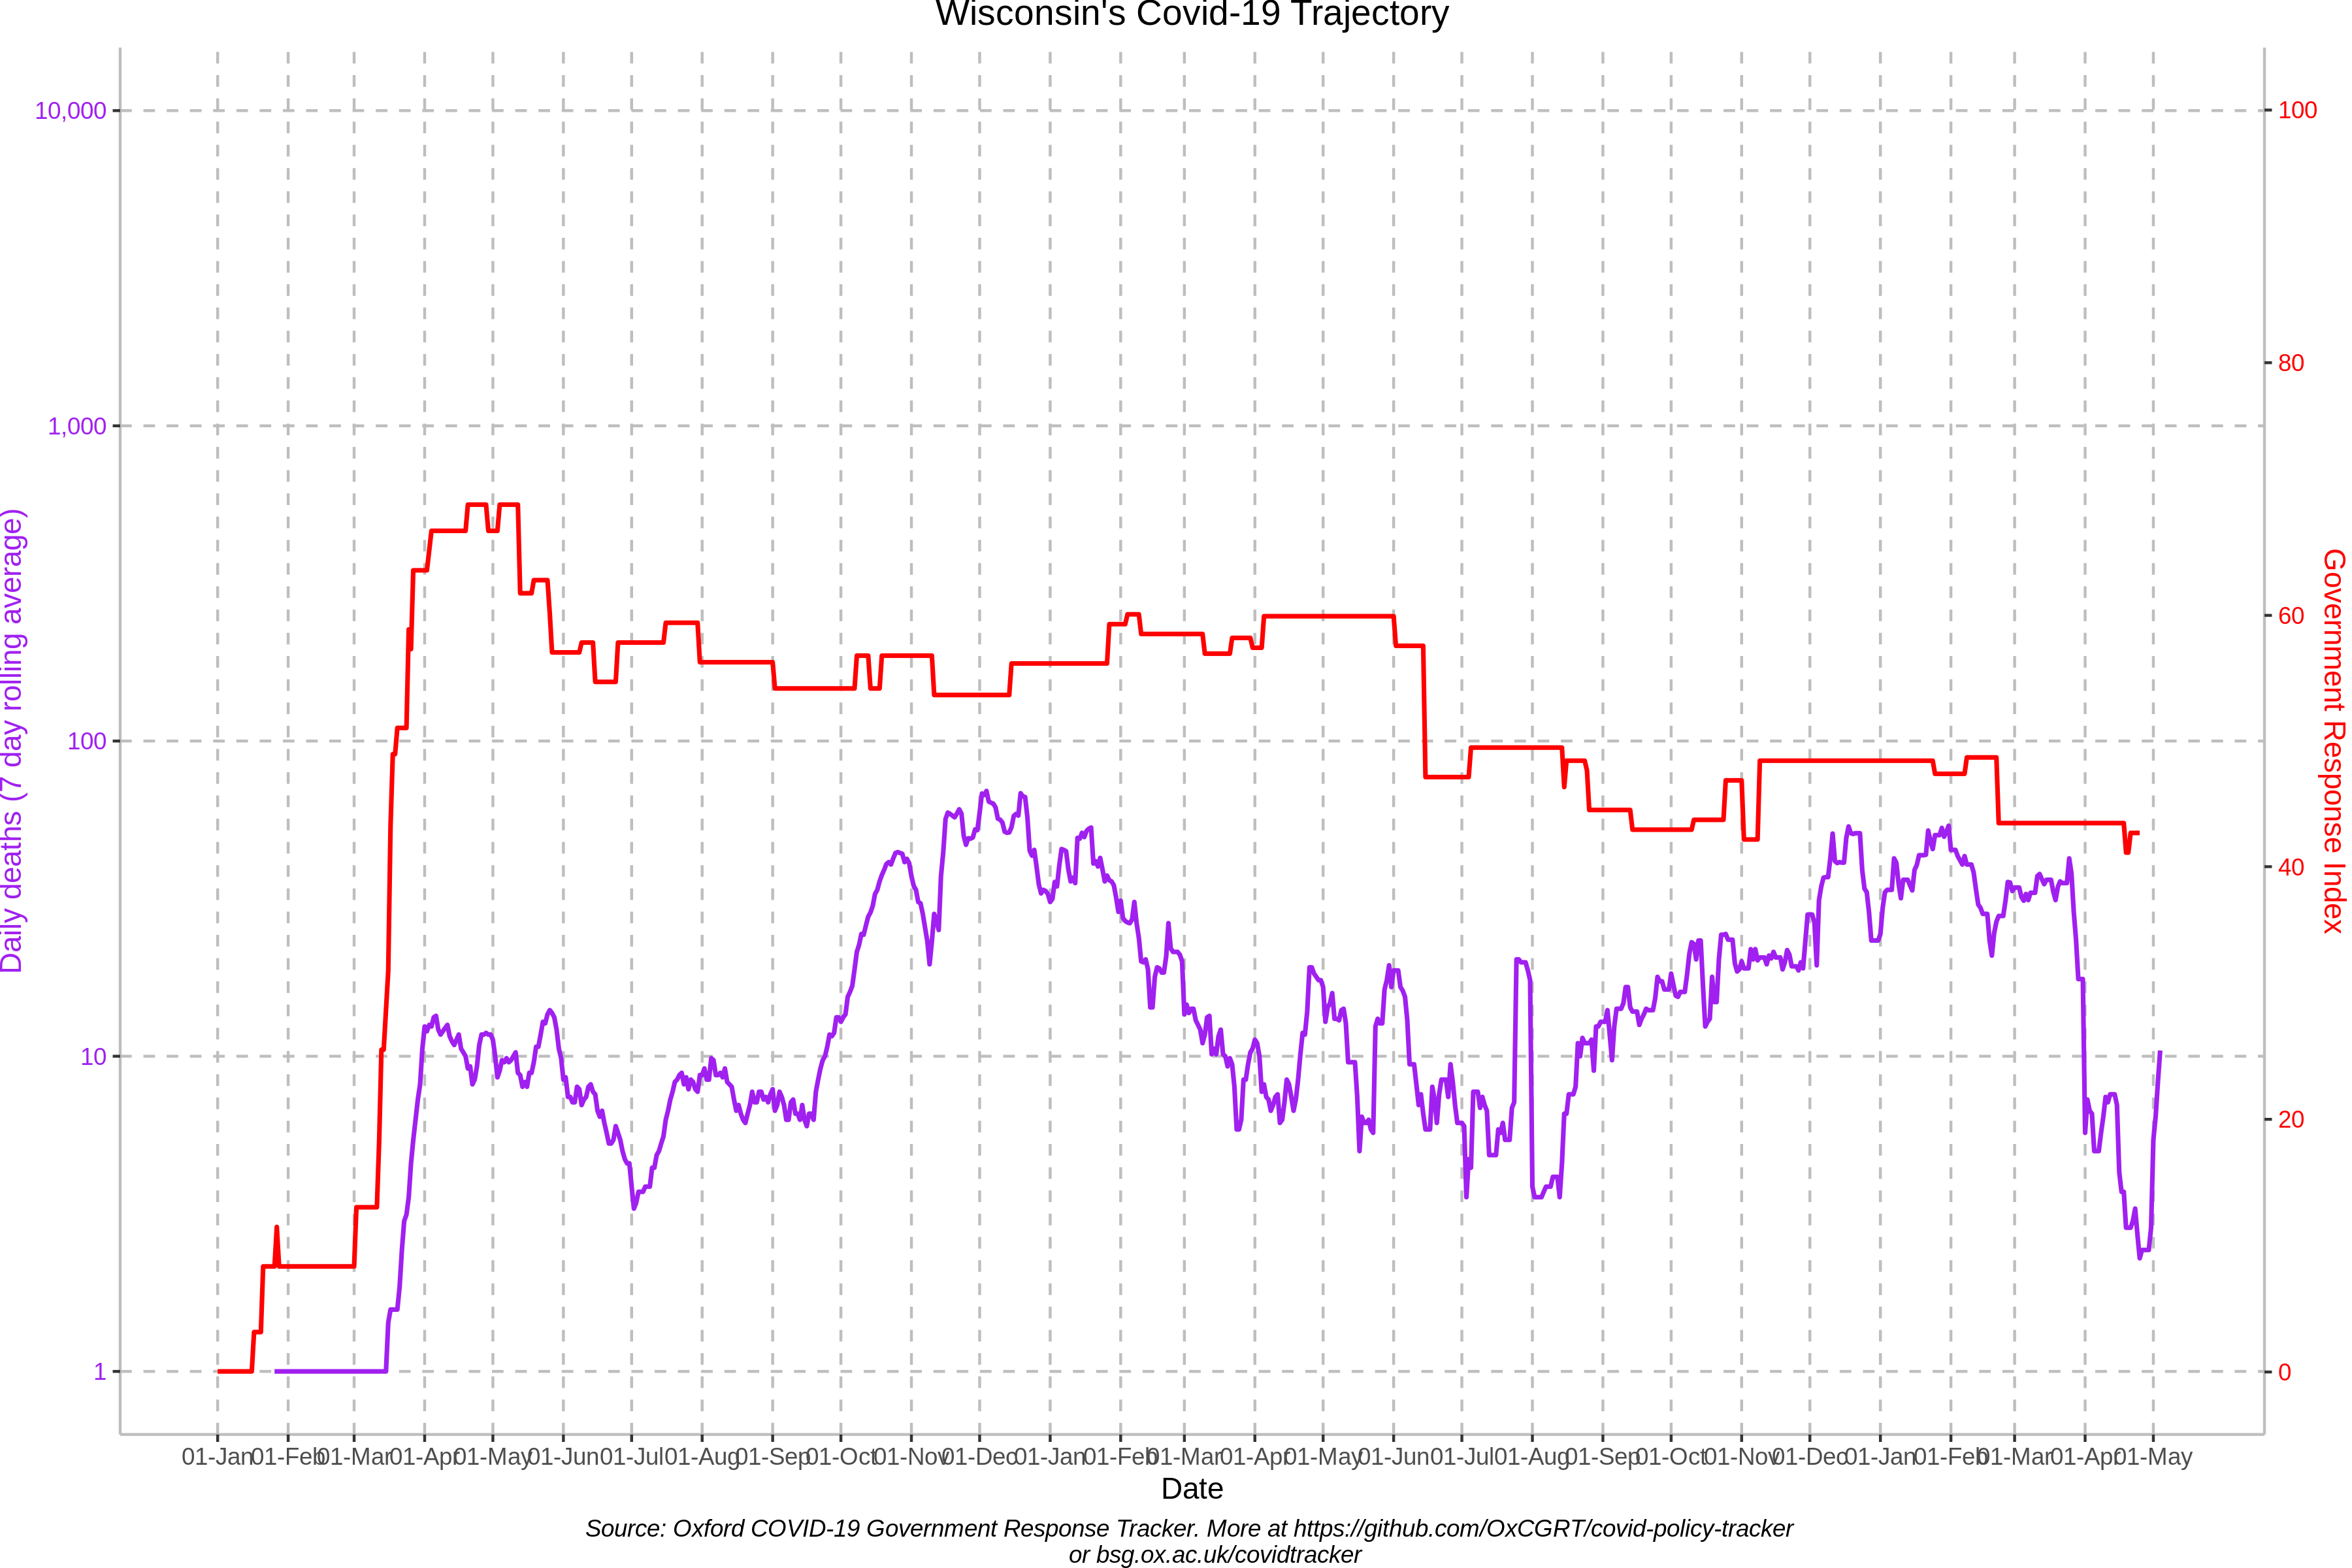 Wisconsin's Covid-19 Trajectory
10,000
1,000
100
10
1
Daily deaths (7 day rolling average)
100
80
60
40
20
0
Government Response Index
01-Jan 01-Feb 01-Mar 01-Apr 01-May 01-Jun 01-Jul 01-Aug 01-Sep 01-Oct 01-Nov 01-Dec 01-Jan 01-Feb 01-Mar 01-Apr 01-May 01-Jun 01-Jul 01-Aug 01-Sep 01-Oct 01-Nov 01-Dec 01-Jan 01-Feb 01-Mar 01-Apr 01-May
Date
Source: Oxford COVID-19 Government Response Tracker. More at https://github.com/OxCGRT/covid-policy-tracker
or bsg.ox.ac.uk/covidtracker